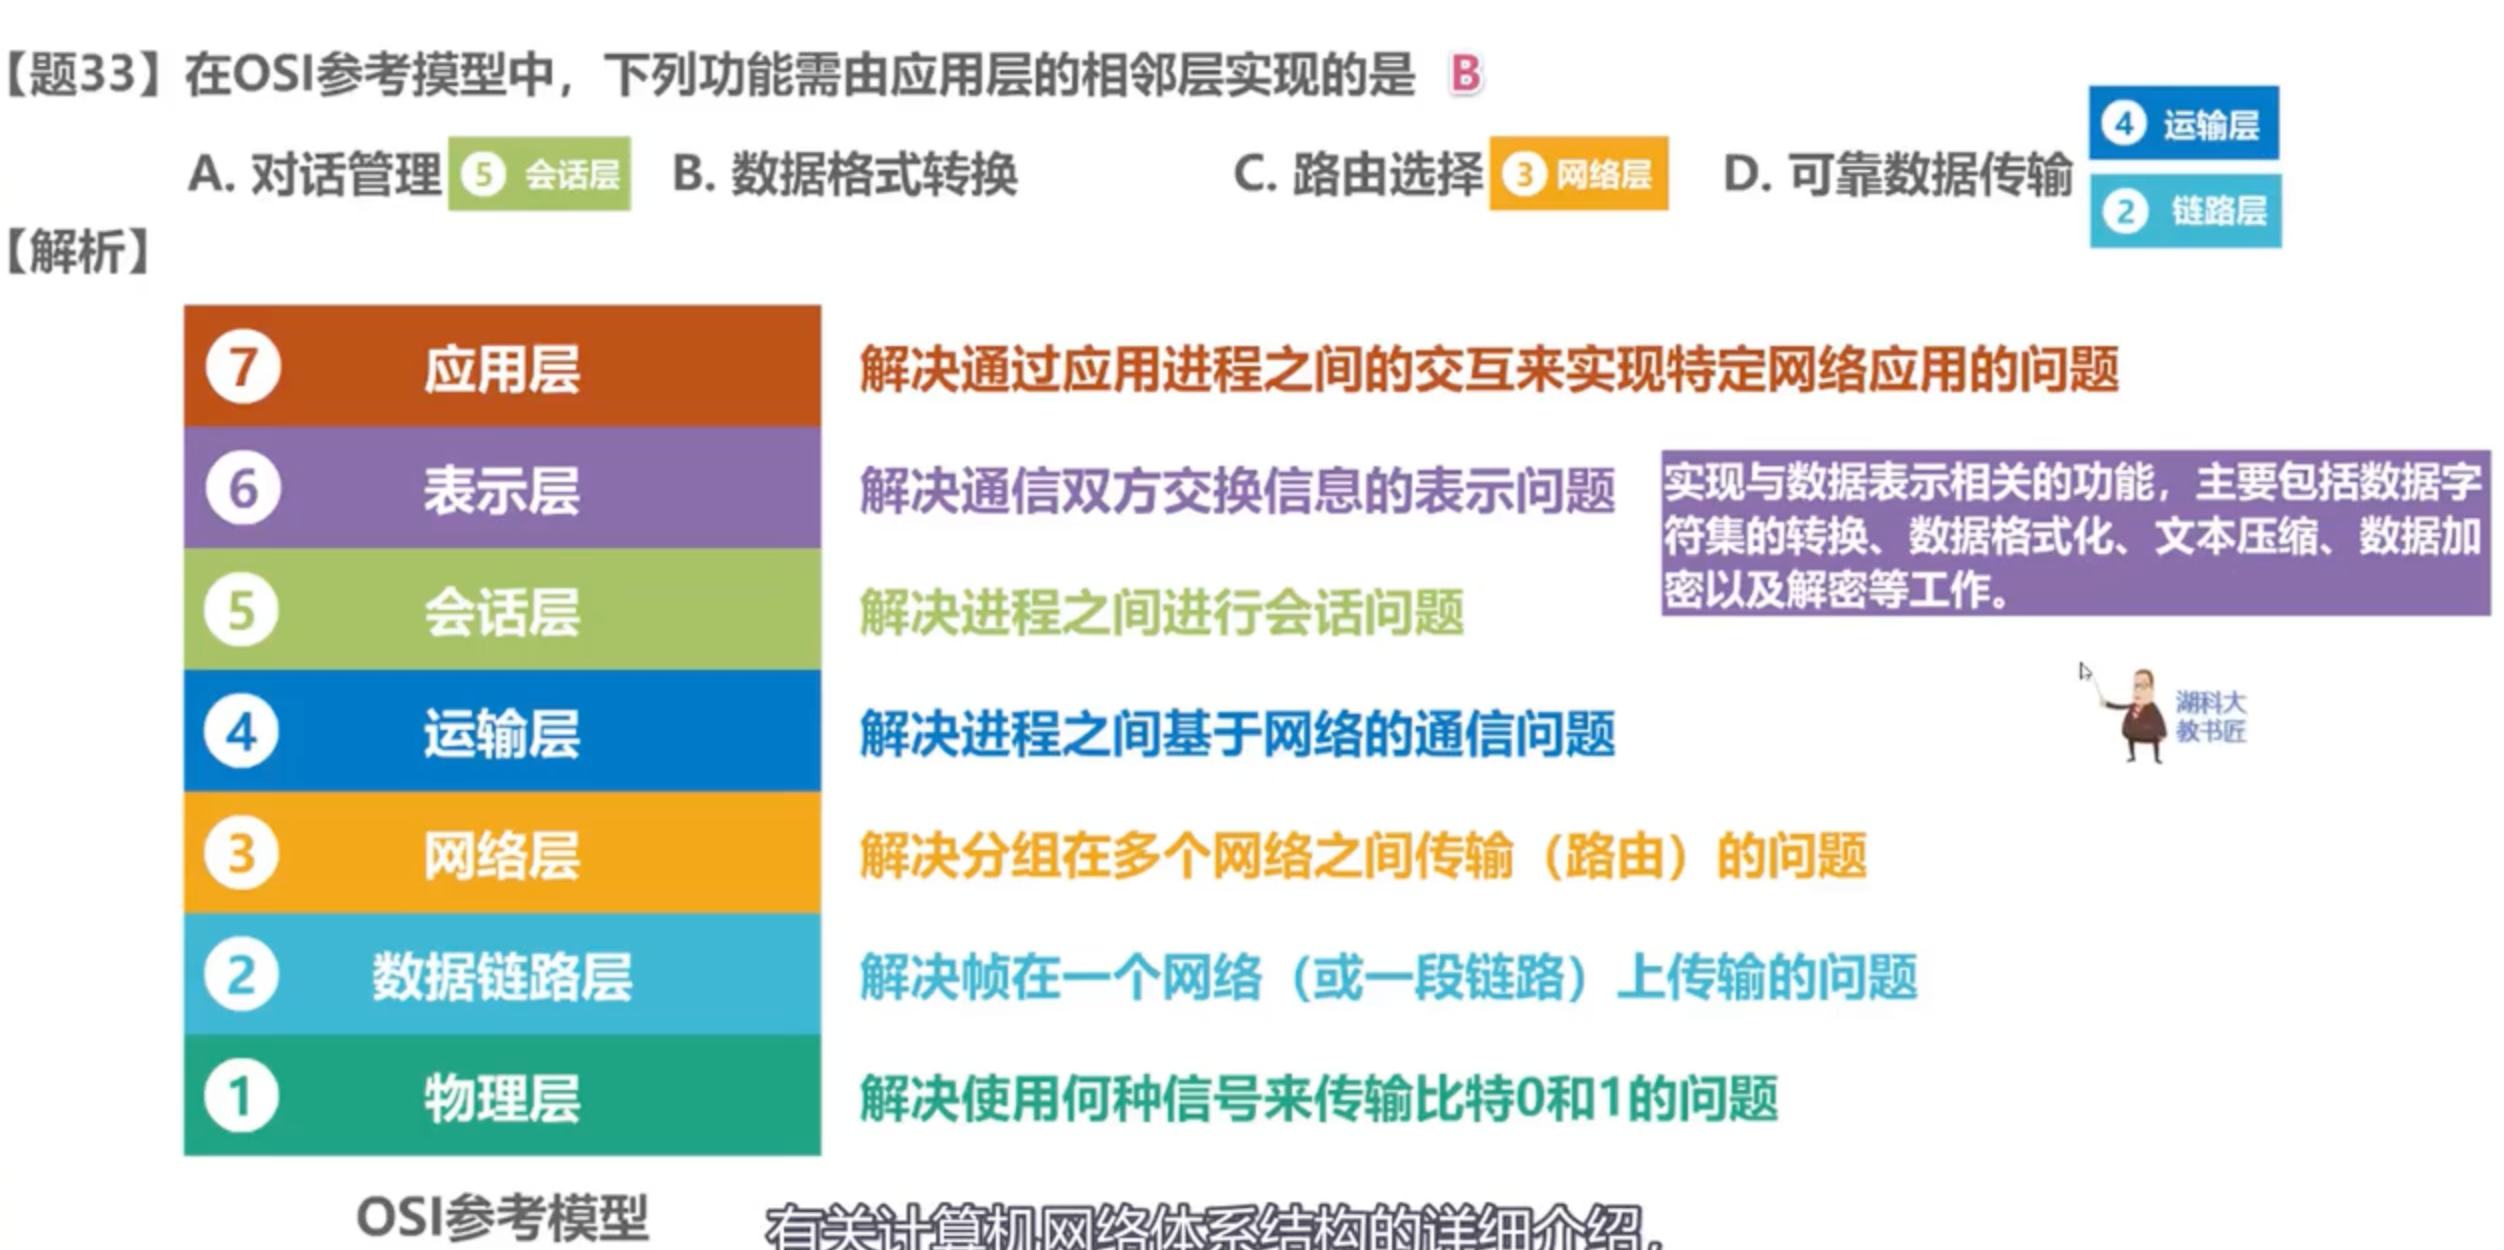 【题33】在OSI参考摸型中，下列功能需由应用层的相邻层实现的是 B
A. 对话管理 ⑤ 会话层 B. 数据格式转换 C. 路由选择 ③ 网络层 D. 可靠数据传输 ④ 运输层
② 链路层
【解析】
⑦ 应用层 解决通过应用进程之间的交互来实现特定网络应用的问题
⑥ 表示层 解决通信双方交换信息的表示问题
实现与数据表示相关的功能，主要包括数据字
符集的转换、数据格式化、文本压缩、数据加
密以及解密等工作。
⑤ 会话层 解决进程之间进行会话问题
④ 运输层 解决进程之间基于网络的通信问题
湖科大
教书匠
③ 网络层 解决分组在多个网络之间传输（路由）的问题
② 数据链路层 解决帧在一个网络（或一段链路）上传输的问题
① 物理层 解决使用何种信号来传输比特0和1的问题
OSI参考模型
有关计算机网络体系结构的详细介绍，